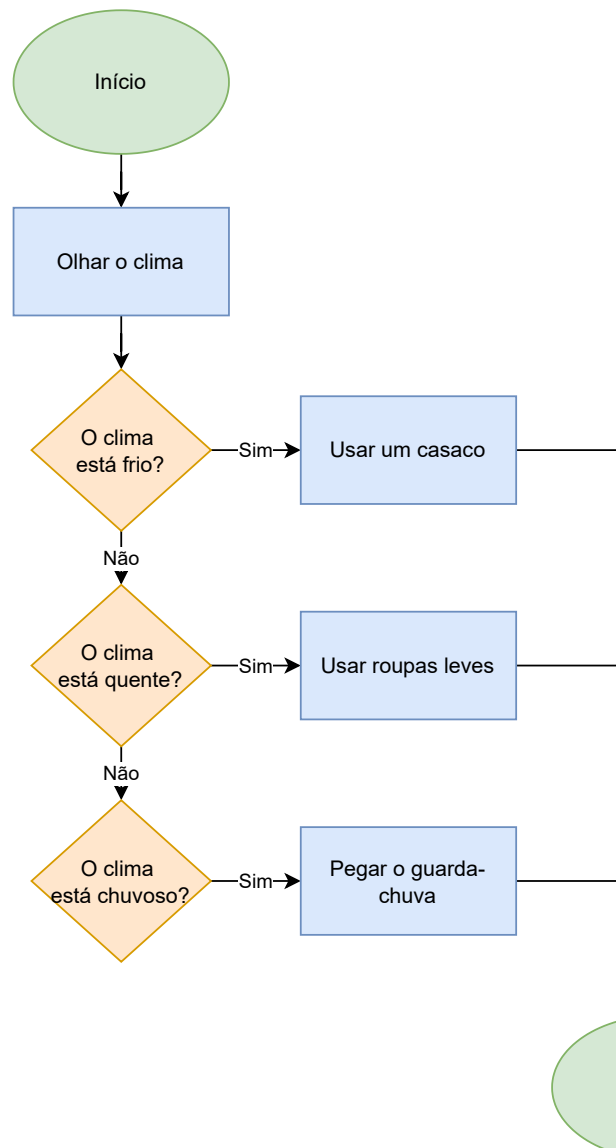 Início
Olhar o clima
O clima
está frio?
Sim
Usar um casaco
Não
O clima
está quente?
Sim
Usar roupas leves
Não
O clima
está chuvoso?
Sim
Pegar o guarda-
chuva